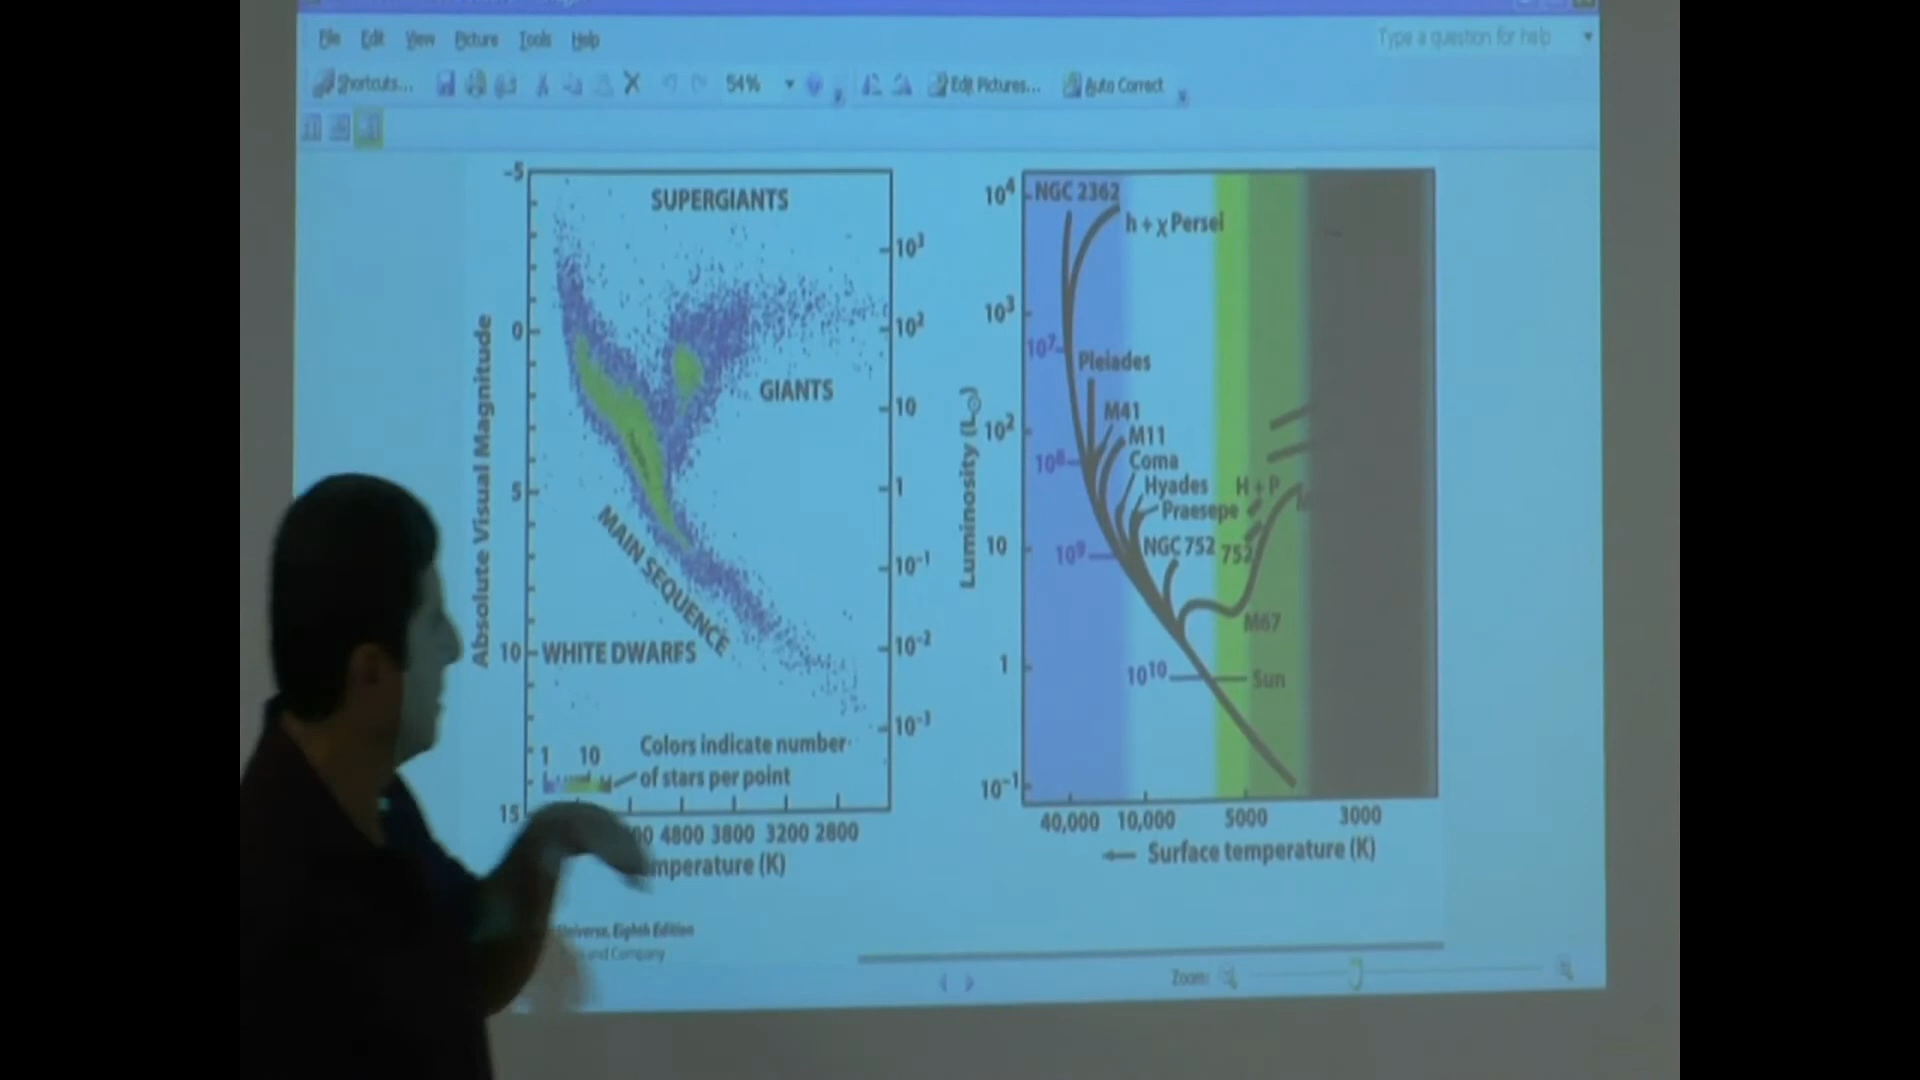 File Edit View Picture Tools Help
Type a question for help
Shortcuts...
54%
Edit Pictures...
Auto Correct
-5
0
5
10
15
Absolute Visual Magnitude
SUPERGIANTS
GIANTS
MAIN SEQUENCE
WHITE DWARFS
10³
10²
10
1
10⁻¹
10⁻²
10⁻³
1 10
Colors indicate number
of stars per point
4800 3800 3200 2800
(K)
Universe, Eighth Edition
and Company
Luminosity (L☉)
10⁴
10³
10²
10
1
10⁻¹
NGC 2362
h + χ Persei
10⁷
Pleiades
M41
M11
10⁸
Coma
Hyades
H + P
Praesepe
10⁹
NGC 752
752
M67
10¹⁰
Sun
40,000 10,000 5000 3000
← Surface temperature (K)
Zoom: